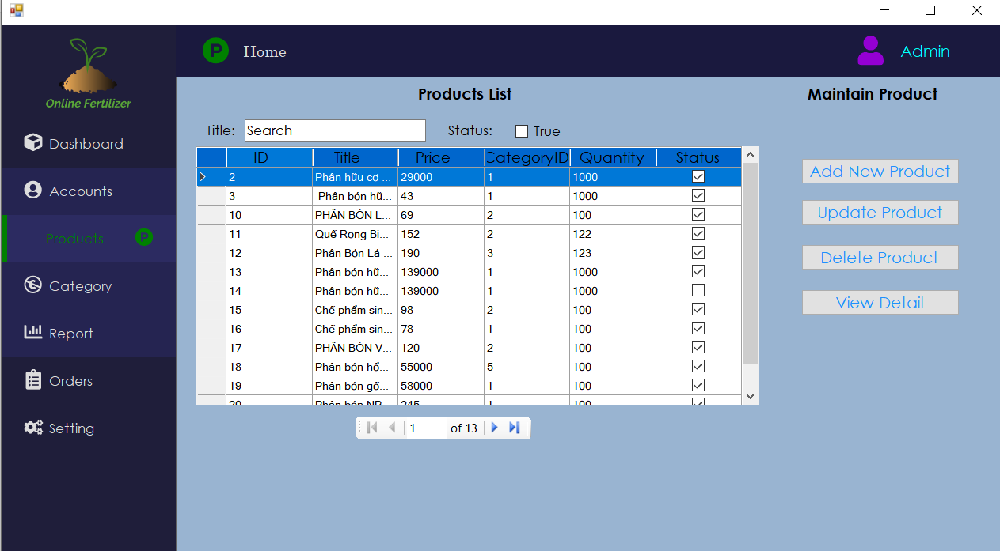 P Home
Admin
Online Fertilizer
Dashboard
Accounts
Products P
Category
Report
Orders
Setting
Products List
Title: Search Status: True
ID Title Price CategoryID Quantity Status
2 Phân hữu cơ ... 29000 1 1000
3 Phân bón hữ... 43 1 1000
10 PHÂN BÓN L... 69 2 100
11 Quế Rong Bi... 152 2 122
12 Phân Bón Lá ... 190 3 123
13 Phân bón hữ... 139000 1 1000
14 Phân bón hữ... 139000 1 1000
15 Chế phẩm sin... 98 2 100
16 Chế phẩm sin... 78 1 100
17 PHÂN BÓN V... 120 2 100
18 Phân bón hổ... 55000 5 100
19 Phân bón gố... 58000 1 100
20 Phân bón NP... 245 1 100
1 of 13
Maintain Product
Add New Product
Update Product
Delete Product
View Detail